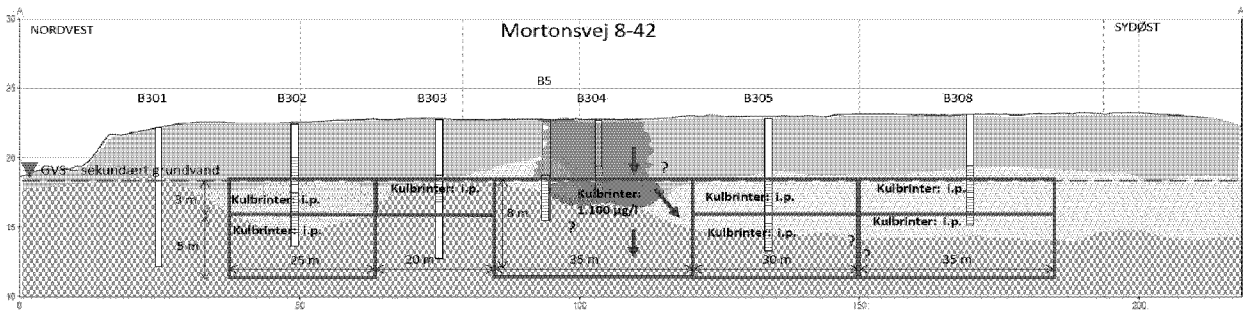 A
A
30
NORDVEST
Mortonsvej 8-42
SYDØST
B5
25
B301
B302
B303
B304
B305
B308
20
?
GVS - sekundært grundvand
Kulbrinter: i.p.
Kulbrinter: i.p.
Kulbrinter: i.p.
Kulbrinter: i.p.
3 m
Kulbrinter: i.p.
8 m
1.100 µg/l
15
Kulbrinter: i.p.
?
Kulbrinter: i.p.
Kulbrinter: i.p.
5 m
?
?
25 m
20 m
35 m
30 m
35 m
10
0
50
100
150
200